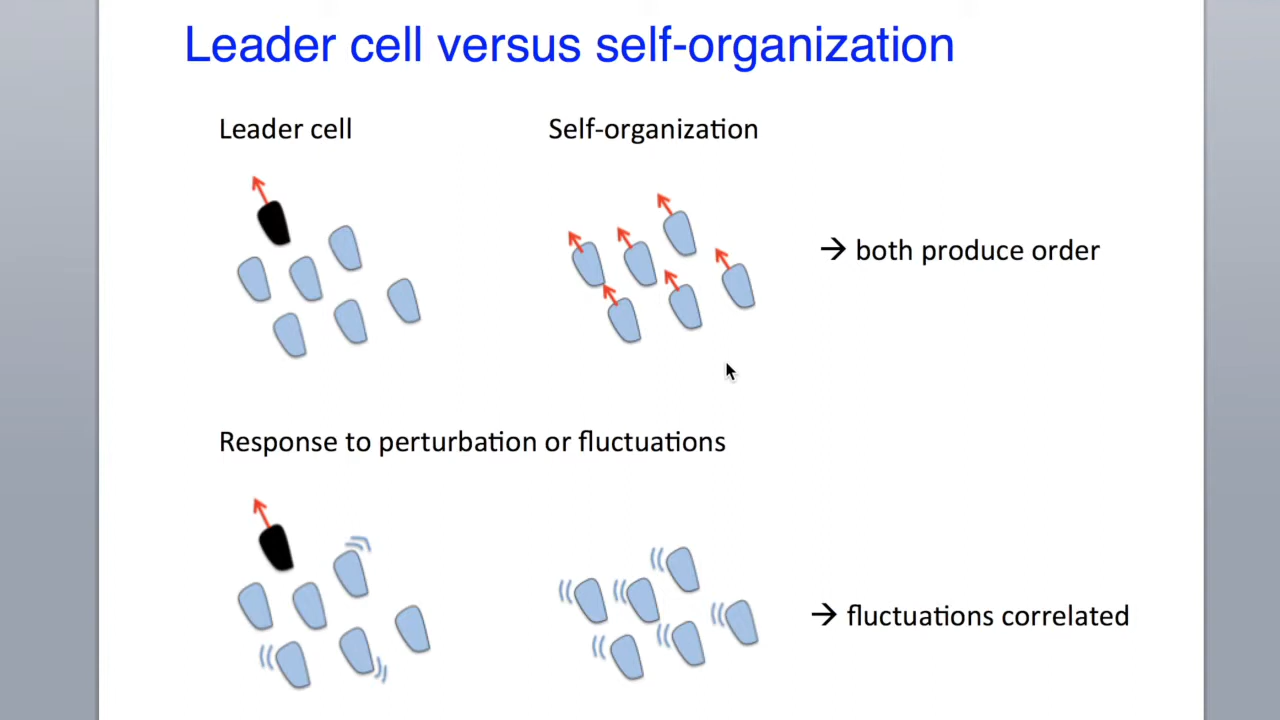 Leader cell versus self-organization
Leader cell
Self-organization
→ both produce order
Response to perturbation or fluctuations
→ fluctuations correlated